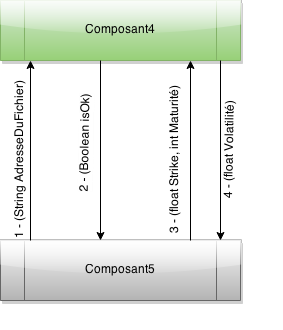 Composant4
1 - (String AdresseDuFichier)
2 - (Boolean isOk)
3 - (float Strike, int Maturité)
4 - (float Volatilité)
Composant5